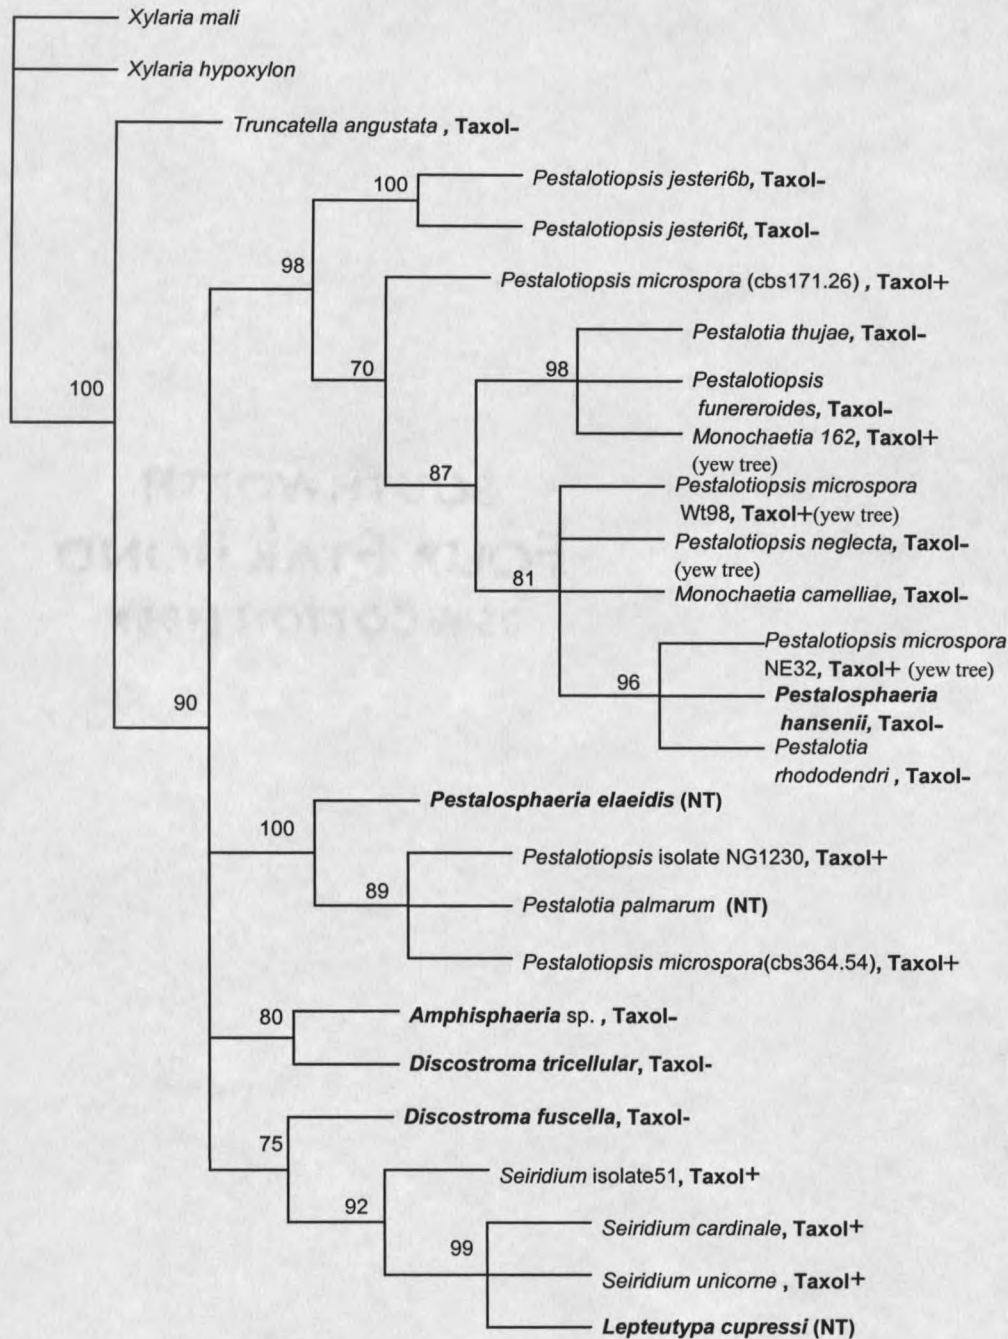 Xylaria mali
Xylaria hypoxylon
Truncatella angustata , Taxol-
100
Pestalotiopsis jesteri6b, Taxol-
Pestalotiopsis jesteri6t, Taxol-
98
Pestalotiopsis microspora (cbs171.26) , Taxol+
Pestalotia thujae, Taxol-
100
70
98
Pestalotiopsis
funereroides, Taxol-
Monochaetia 162, Taxol+
(yew tree)
87
Pestalotiopsis microspora
Wt98, Taxol+(yew tree)
Pestalotiopsis neglecta, Taxol-
(yew tree)
81
Monochaetia camelliae, Taxol-
Pestalotiopsis microspora
NE32, Taxol+ (yew tree)
96
Pestalosphaeria
hansenii, Taxol-
90
Pestalotia
rhododendri , Taxol-
Pestalosphaeria elaeidis (NT)
100
Pestalotiopsis isolate NG1230, Taxol+
89
Pestalotia palmarum (NT)
Pestalotiopsis microspora(cbs364.54), Taxol+
80
Amphisphaeria sp. , Taxol-
Discostroma tricellular, Taxol-
Discostroma fuscella, Taxol-
75
Seiridium isolate51, Taxol+
92
Seiridium cardinale, Taxol+
99
Seiridium unicorne , Taxol+
Lepteutypa cupressi (NT)